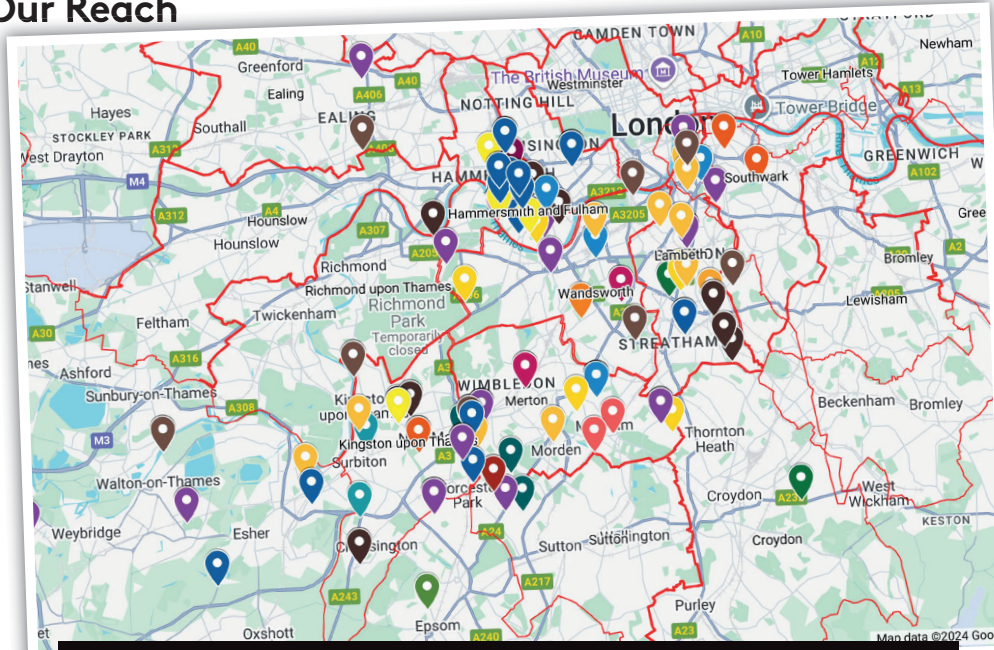 Our Reach
CAMDEN TOWN
A10
STRATFORD
Newham
A40
Greenford
A40
A406
The British Museum
Westminster
Tower Hamlets
A12
A13
Ealing
Hayes
NOTTING HILL
Tower Bridge
EALING
London
Southall
STOCKLEY PARK
West Drayton
A312
GREENWICH
A102
M4
Southwark
A3212
A312
A4
Hounslow
Hammersmith and Fulham
A3205
A307
Hounslow
A205
Lambeth
A2
Bromley
Richmond
Stanwell
Richmond upon Thames
Richmond
Park
Temporarily
closed
Wandsworth
A205
Lewisham
Twickenham
Feltham
A30
STREATHAM
A316
Ashford
A3
Sunbury-on-Thames
WIMBLEDON
Merton
Beckenham
Bromley
A308
Kingston upon Thames
M3
A3
Morden
Thornton
Heath
Surbiton
Walton-on-Thames
Croydon
West
Wickham
Worcester
Park
KESTON
Weybridge
Esher
A24
Croydon
Chessington
Sutton
A217
A243
Purley
Epsom
Oxshott
A240
A23
Map data ©2024 Goo